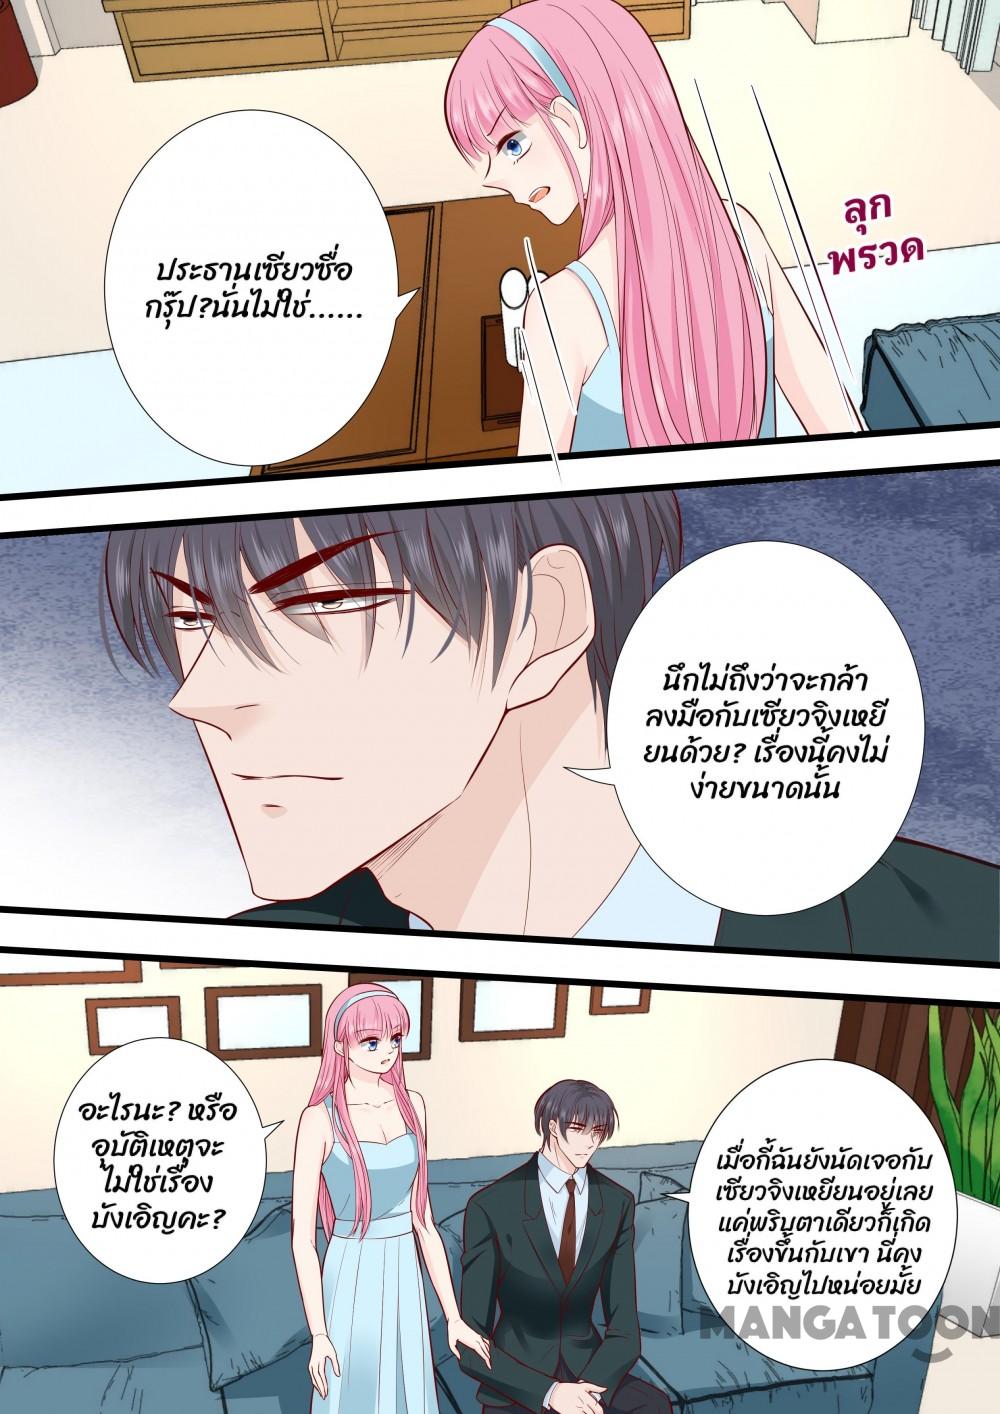 ลุก
พรวด
ประธานเซียวซื่อ
กรุ๊ป?นั่นไม่ใช่......
นึกไม่ถึงว่าจะกล้า
ลงมือกับเซียวจิงเหยี
ยนด้วย? เรื่องนี้คงไม่
ง่ายขนาดนั้น
อะไรนะ? หรือ
อุบัติเหตุจะ
ไม่ใช่เรื่อง
บังเอิญคะ?
เมื่อกี้ฉันยังนัดเจอกับ
เซียวจิงเหยียนอยู่เลย
แค่พริบตาเดียวก็เกิด
เรื่องขึ้นกับเขา นี่คง
บังเอิญไปหน่อยมั้ย
MANGATOON